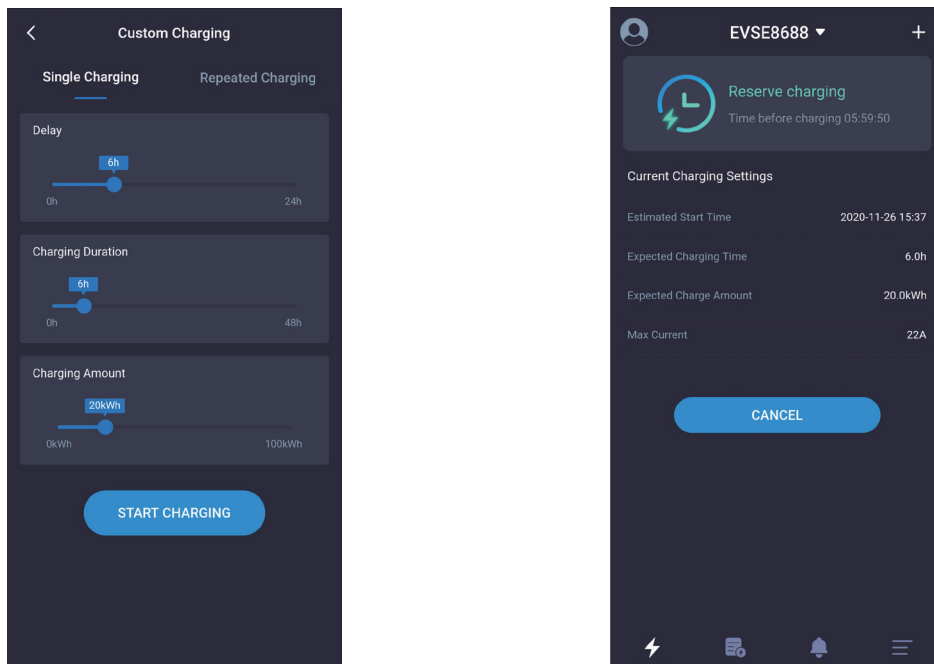 Custom Charging
Single Charging Repeated Charging
Delay
6h
0h 24h
Charging Duration
6h
0h 48h
Charging Amount
20kWh
0kWh 100kWh
START CHARGING
EVSE8688
Reserve charging
Time before charging 05:59:50
Current Charging Settings
Estimated Start Time 2020-11-26 15:37
Expected Charging Time 6.0h
Expected Charge Amount 20.0kWh
Max Current 22A
CANCEL